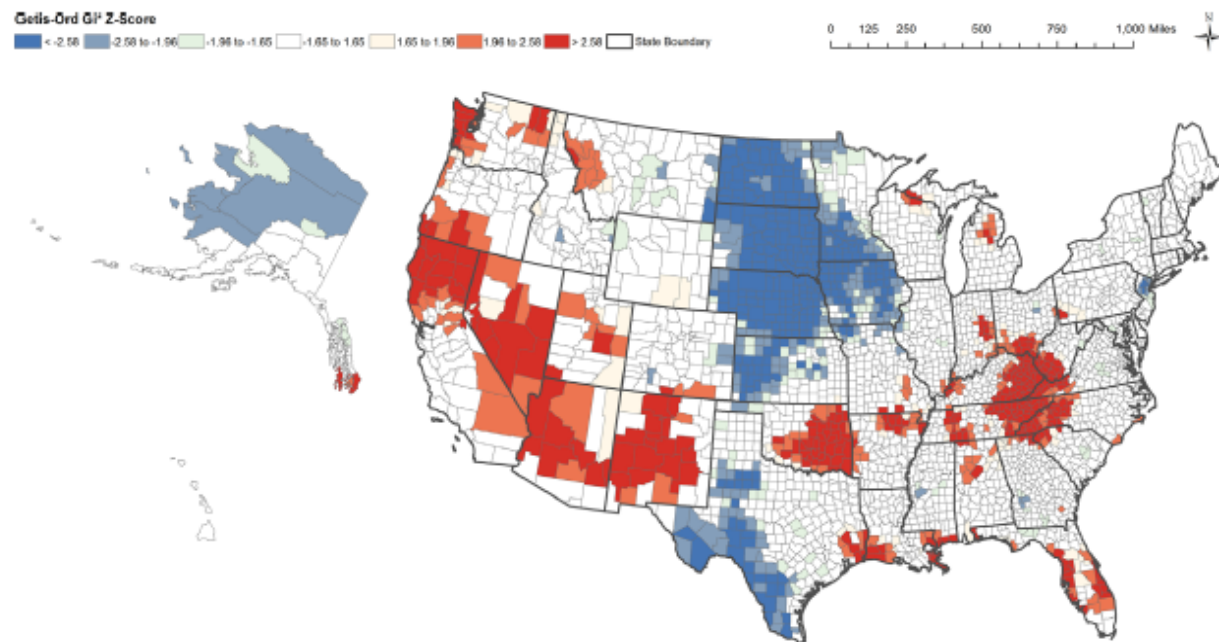 Getis-Ord Gi* Z-Score
< -2.58 -2.58 to -1.96 -1.96 to -1.65 -1.65 to 1.65 1.65 to 1.96 1.96 to 2.58 > 2.58 State Boundary
0 125 250 500 750 1,000 Miles
N